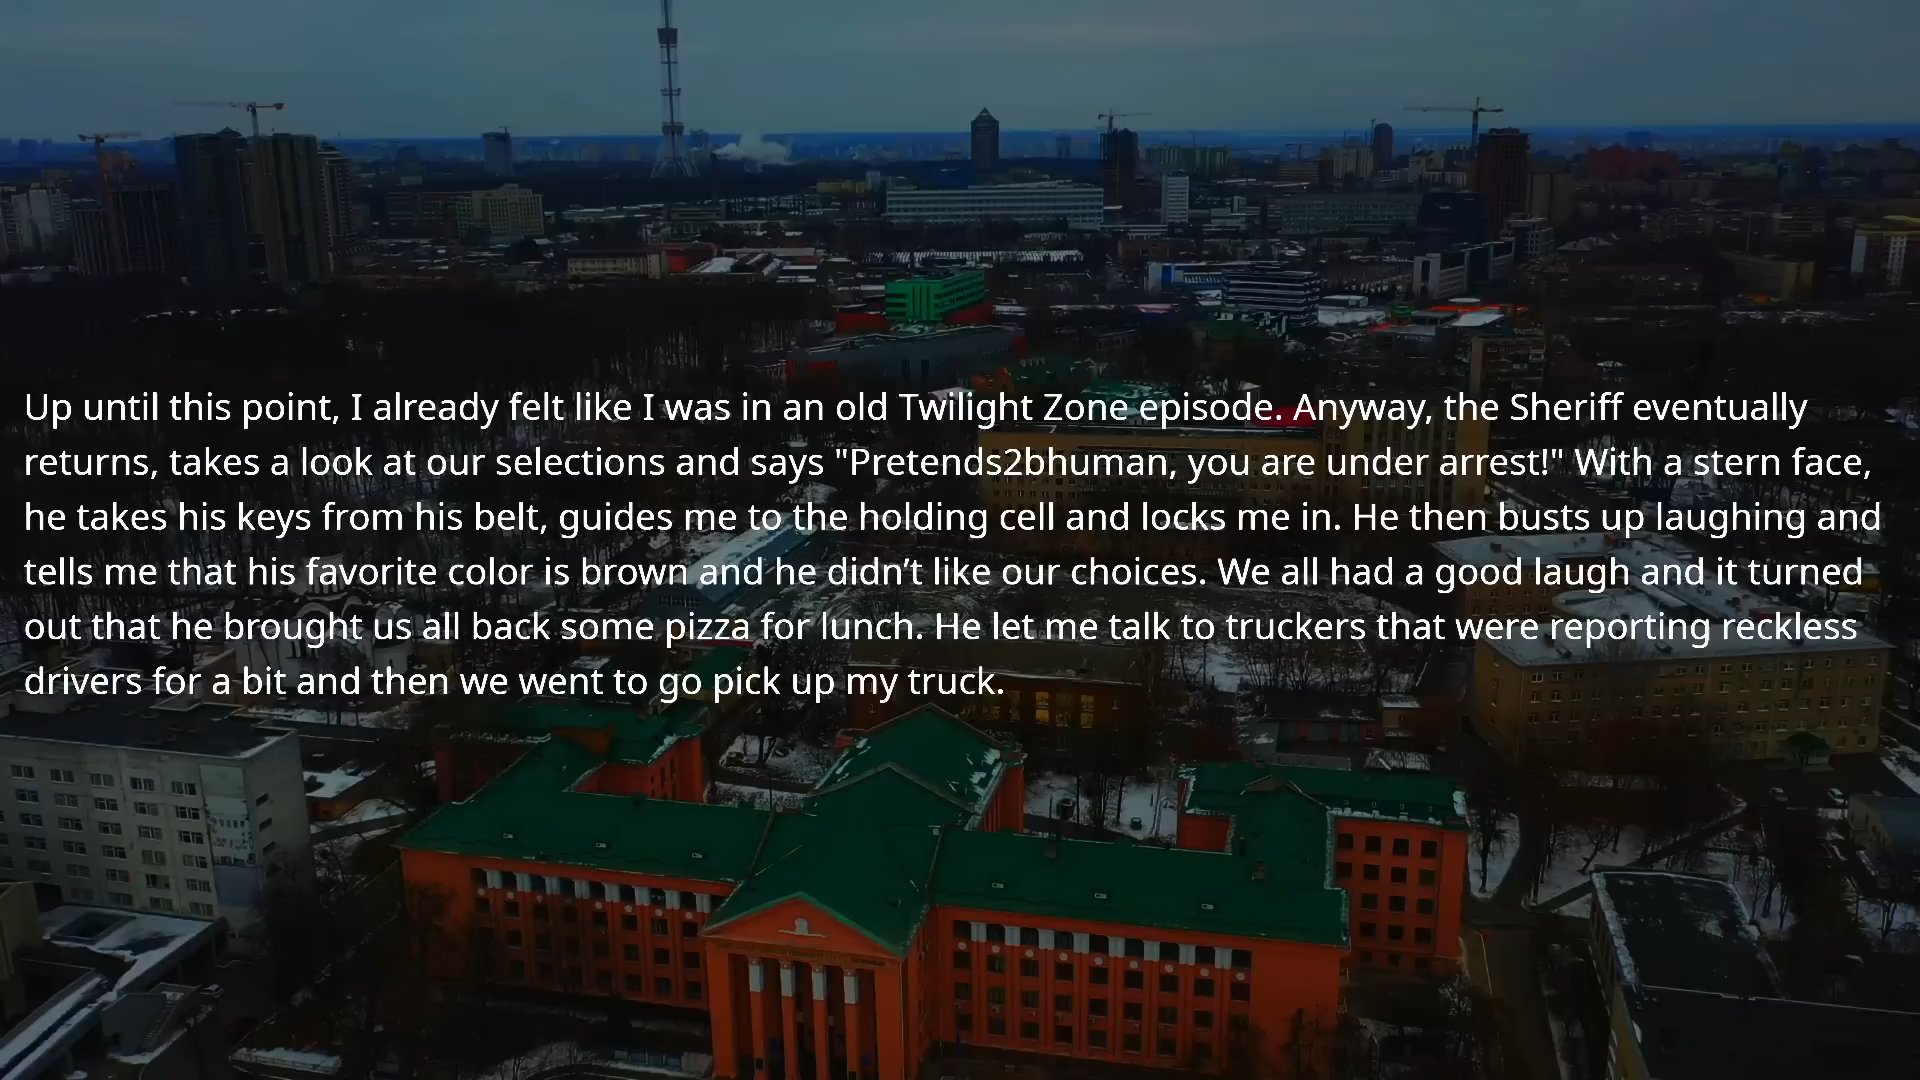 Up until this point, I already felt like I was in an old Twilight Zone episode. Anyway, the Sheriff eventually
returns, takes a look at our selections and says "Pretends2bhuman, you are under arrest!" With a stern face,
he takes his keys from his belt, guides me to the holding cell and locks me in. He then busts up laughing and
tells me that his favorite color is brown and he didn’t like our choices. We all had a good laugh and it turned
out that he brought us all back some pizza for lunch. He let me talk to truckers that were reporting reckless
drivers for a bit and then we went to go pick up my truck.